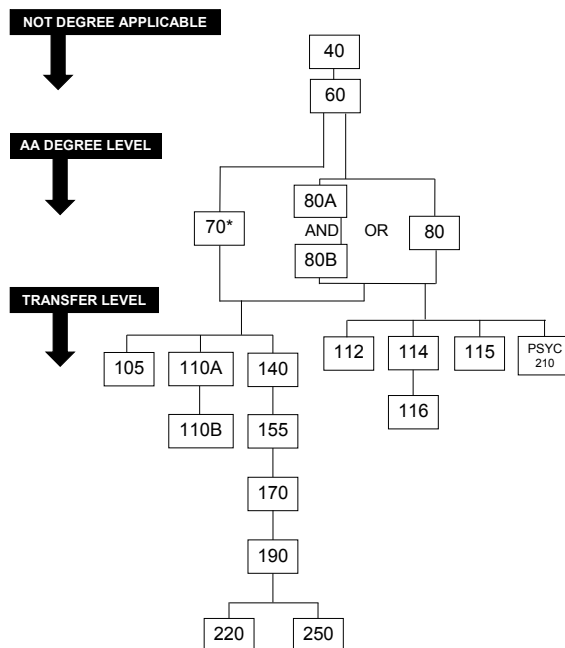 NOT DEGREE APPLICABLE
40
60
AA DEGREE LEVEL
80A
70*
AND OR
80
80B
TRANSFER LEVEL
105
110A
140
112
114
115
PSYC
210
110B
155
116
170
190
220
250